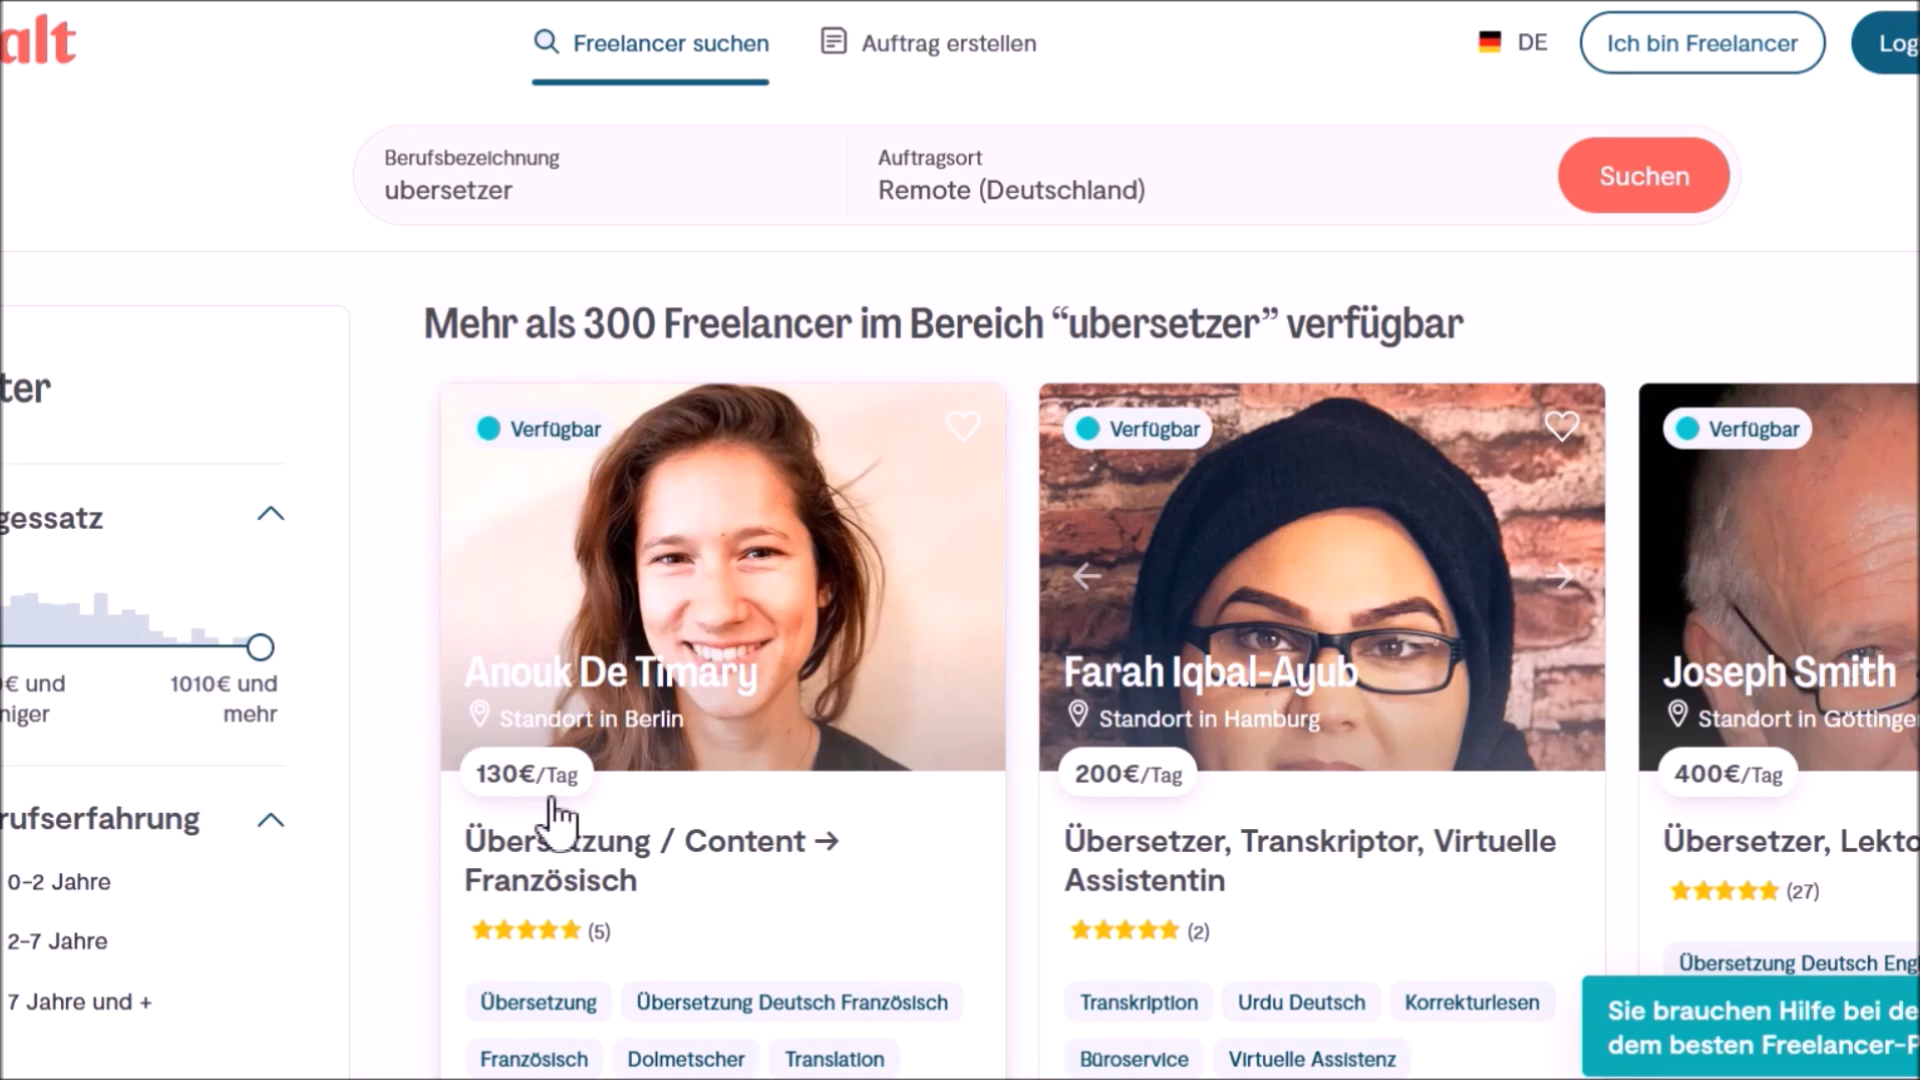 alt
Freelancer suchen
Auftrag erstellen
DE
Ich bin Freelancer
Log
Berufsbezeichnung
ubersetzer
Auftragsort
Remote (Deutschland)
Suchen
Mehr als 300 Freelancer im Bereich “ubersetzer” verfügbar
ter
gessatz
€ und
niger
1010€ und
mehr
rufserfahrung
0-2 Jahre
2-7 Jahre
7 Jahre und +
Verfügbar
Anouk De Timary
Standort in Berlin
130€/Tag
Übersetzung / Content →
Französisch
(5)
Übersetzung
Übersetzung Deutsch Französisch
Französisch
Dolmetscher
Translation
Verfügbar
Farah Iqbal-Ayub
Standort in Hamburg
200€/Tag
Übersetzer, Transkriptor, Virtuelle
Assistentin
(2)
Transkription
Urdu Deutsch
Korrekturlesen
Büroservice
Virtuelle Assistenz
Verfügbar
Joseph Smith
Standort in Göttinge
400€/Tag
Übersetzer, Lekto
(27)
Übersetzung Deutsch Engl
Sie brauchen Hilfe bei de
dem besten Freelancer-P